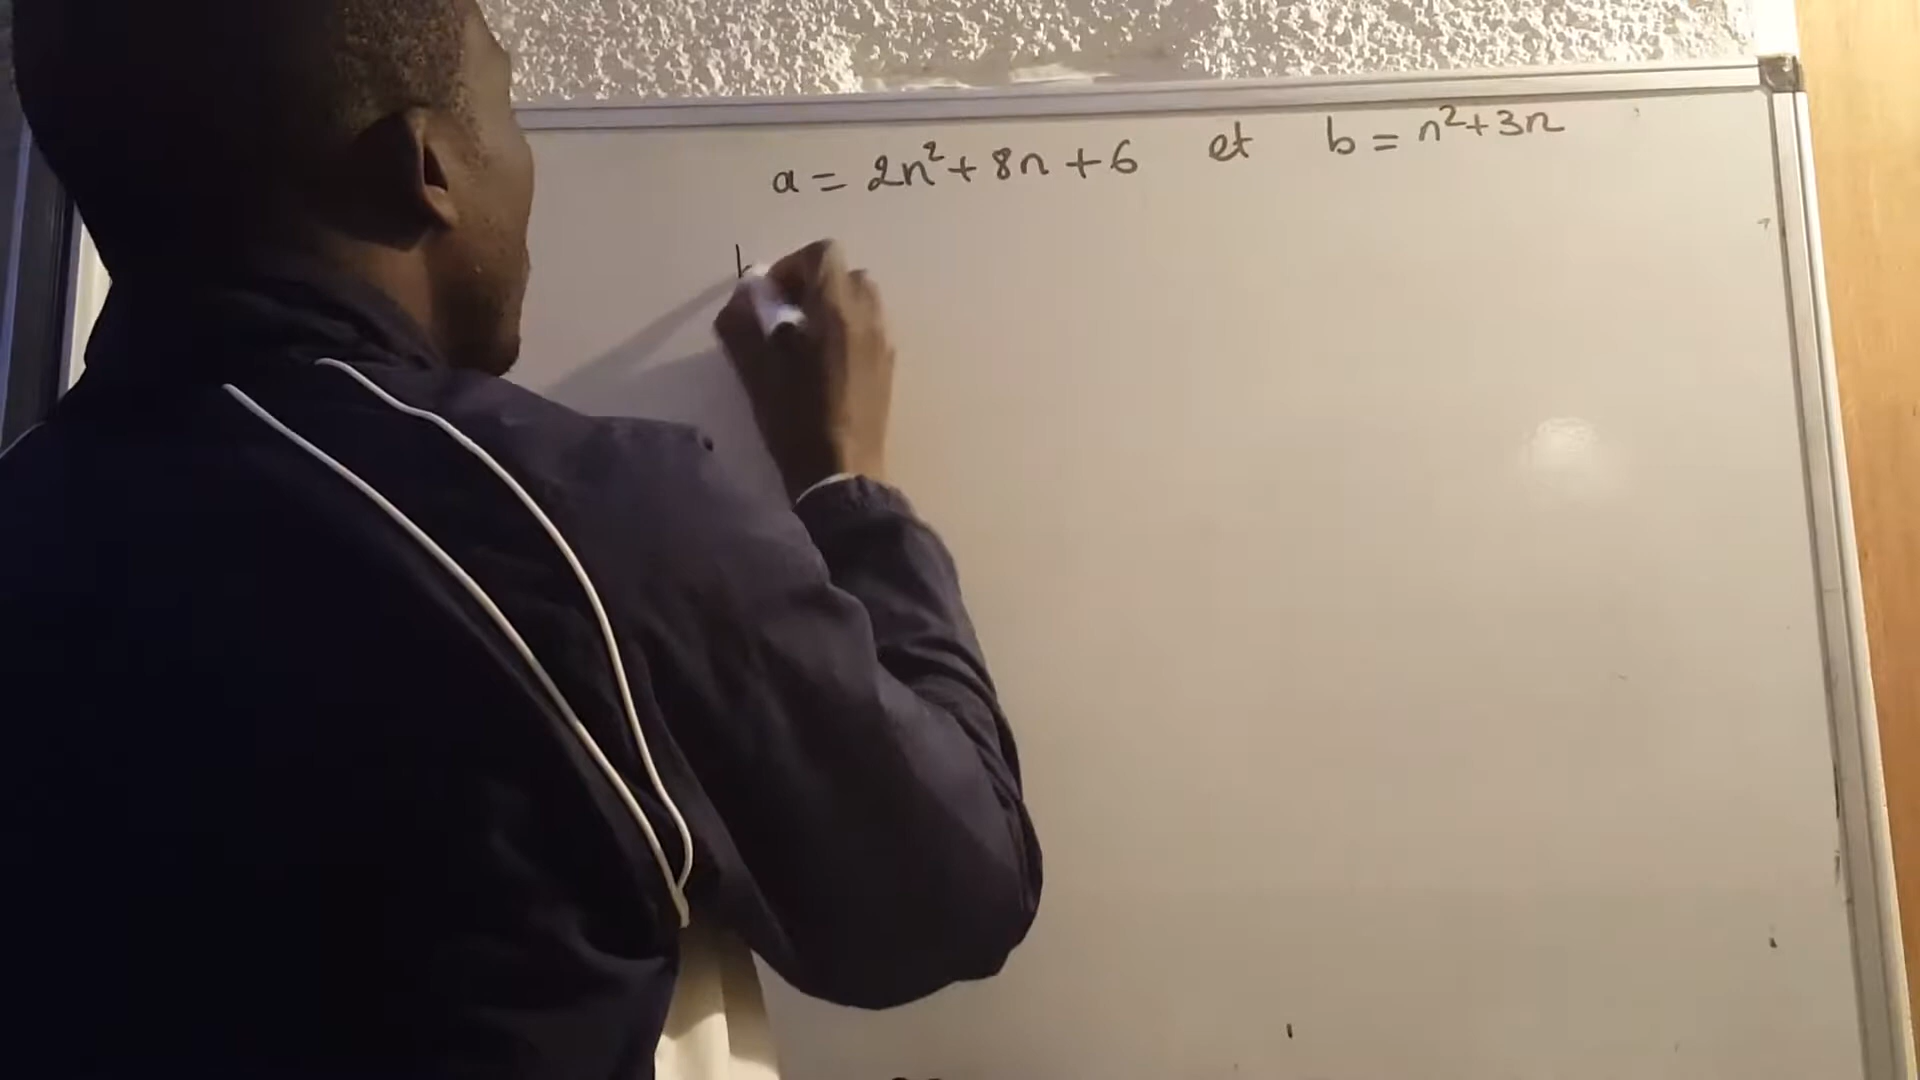 a = 2n² + 8n + 6 et b = n² + 3n